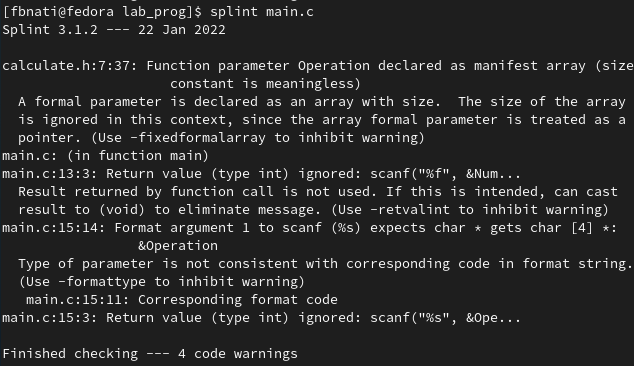 [fbnati@fedora lab_prog]$ splint main.c
Splint 3.1.2 --- 22 Jan 2022
calculate.h:7:37: Function parameter Operation declared as manifest array (size
constant is meaningless)
A formal parameter is declared as an array with size.  The size of the array
is ignored in this context, since the array formal parameter is treated as a
pointer. (Use -fixedformalarray to inhibit warning)
main.c: (in function main)
main.c:13:3: Return value (type int) ignored: scanf("%f", &Num...
Result returned by function call is not used. If this is intended, can cast
result to (void) to eliminate message. (Use -retvalint to inhibit warning)
main.c:15:14: Format argument 1 to scanf (%s) expects char * gets char [4] *:
&Operation
Type of parameter is not consistent with corresponding code in format string.
(Use -formattype to inhibit warning)
main.c:15:11: Corresponding format code
main.c:15:3: Return value (type int) ignored: scanf("%s", &Ope...
Finished checking --- 4 code warnings